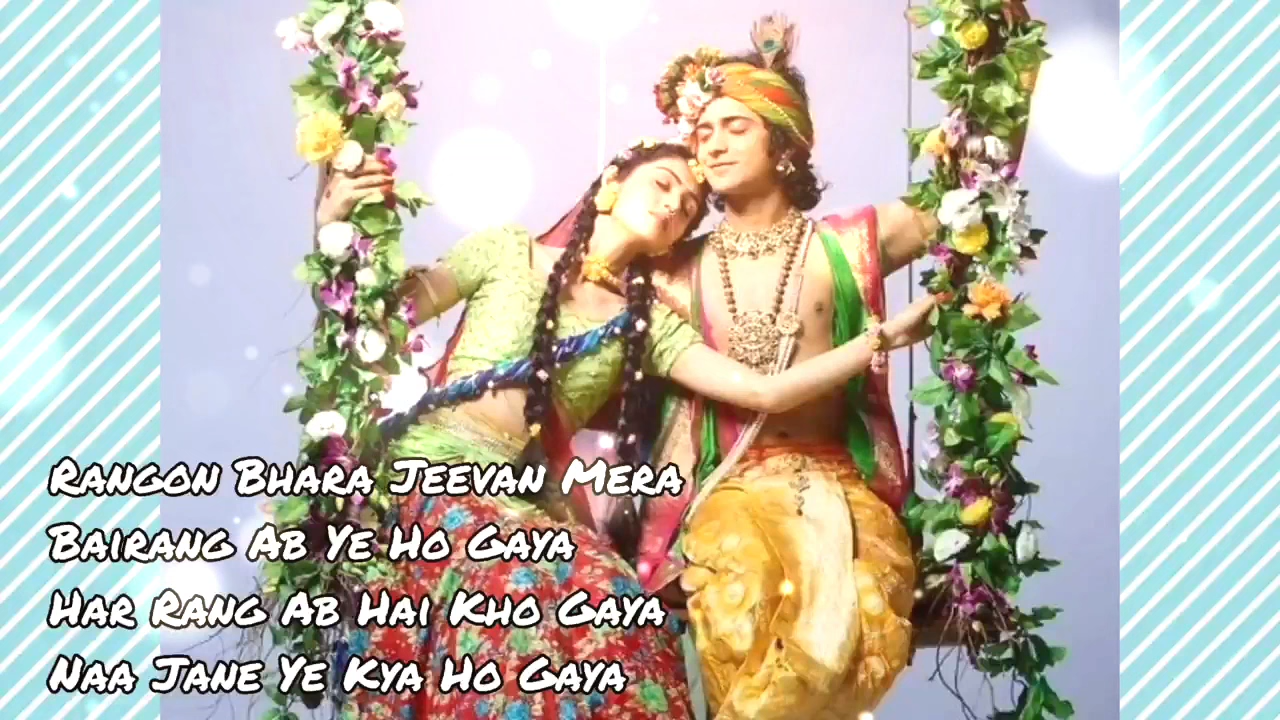 Rangon Bhara Jeevan Mera
Bairang Ab Ye Ho Gaya
Har Rang Ab Hai Kho Gaya
Naa Jane Ye Kya Ho Gaya